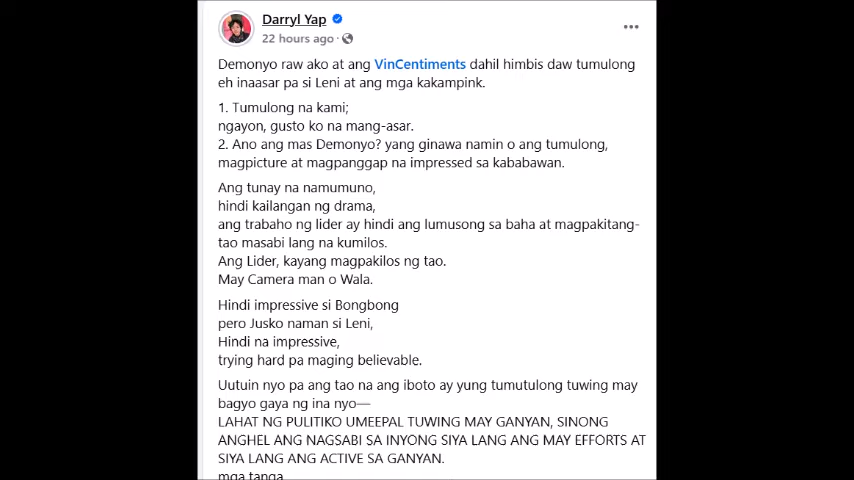 Darryl Yap
22 hours ago ·
Demonyo raw ako at ang VinCentiments dahil himbis daw tumulong
eh inaasar pa si Leni at ang mga kakampink.
1. Tumulong na kami;
ngayon, gusto ko na mang-asar.
2. Ano ang mas Demonyo? yang ginawa namin o ang tumulong,
magpicture at magpanggap na impressed sa kababawan.
Ang tunay na namumuno,
hindi kailangan ng drama,
ang trabaho ng lider ay hindi ang lumusong sa baha at magpakitang-
tao masabi lang na kumilos.
Ang Lider, kayang magpakilos ng tao.
May Camera man o Wala.
Hindi impressive si Bongbong
pero Jusko naman si Leni,
Hindi na impressive,
trying hard pa maging believable.
Uutuin nyo pa ang tao na ang iboto ay yung tumutulong tuwing may
bagyo gaya ng ina nyo—
LAHAT NG PULITIKO UMEEPAL TUWING MAY GANYAN, SINONG
ANGHEL ANG NAGSABI SA INYONG SIYA LANG ANG MAY EFFORTS AT
SIYA LANG ANG ACTIVE SA GANYAN.
mga tanga